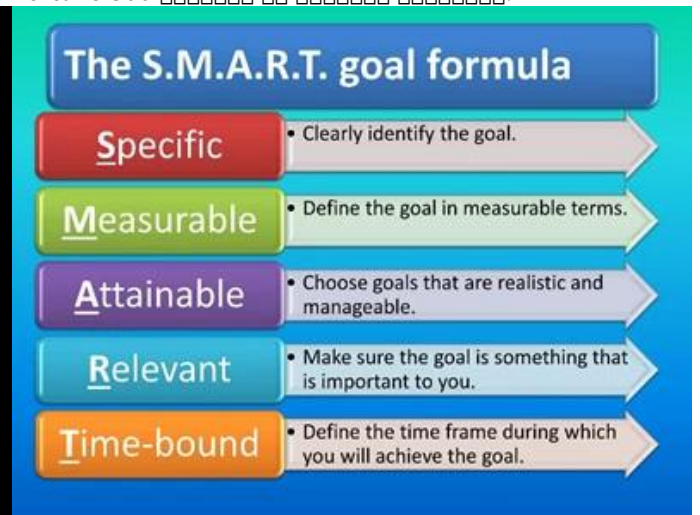 The S.M.A.R.T. goal formula
Specific
• Clearly identify the goal.
Measurable
• Define the goal in measurable terms.
Attainable
• Choose goals that are realistic and
manageable.
Relevant
• Make sure the goal is something that
is important to you.
Time-bound
• Define the time frame during which
you will achieve the goal.